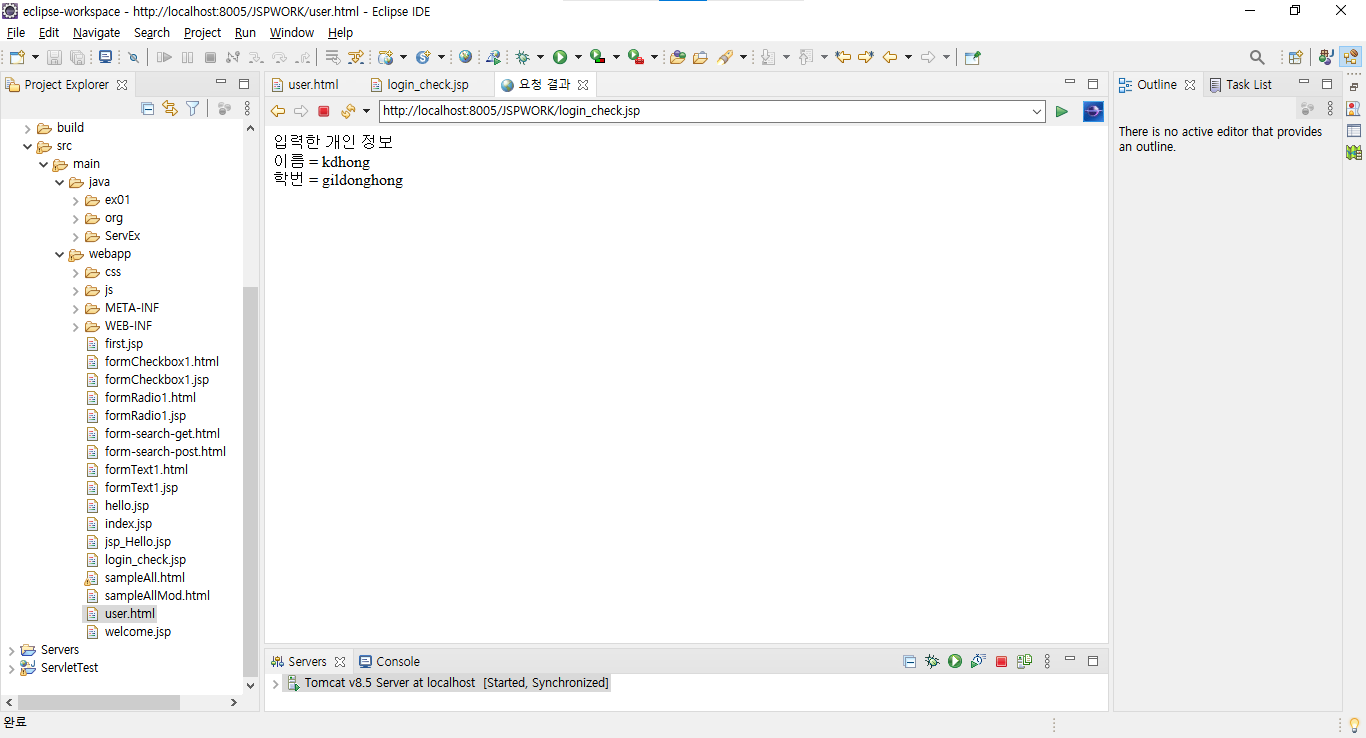 eclipse-workspace - http://localhost:8005/JSPWORK/user.html - Eclipse IDE
File Edit Navigate Search Project Run Window Help
Project Explorer
build
src
main
java
ex01
org
ServEx
webapp
css
js
META-INF
WEB-INF
first.jsp
formCheckbox1.html
formCheckbox1.jsp
formRadio1.html
formRadio1.jsp
form-search-get.html
form-search-post.html
formText1.html
formText1.jsp
hello.jsp
index.jsp
jsp_Hello.jsp
login_check.jsp
sampleAll.html
sampleAllMod.html
user.html
welcome.jsp
Servers
ServletTest
user.html login_check.jsp 요청 결과
http://localhost:8005/JSPWORK/login_check.jsp
입력한 개인 정보
이름 = kdhong
학번 = gildonghong
Servers Console
Tomcat v8.5 Server at localhost [Started, Synchronized]
Outline Task List
There is no active editor that provides
an outline.
완료